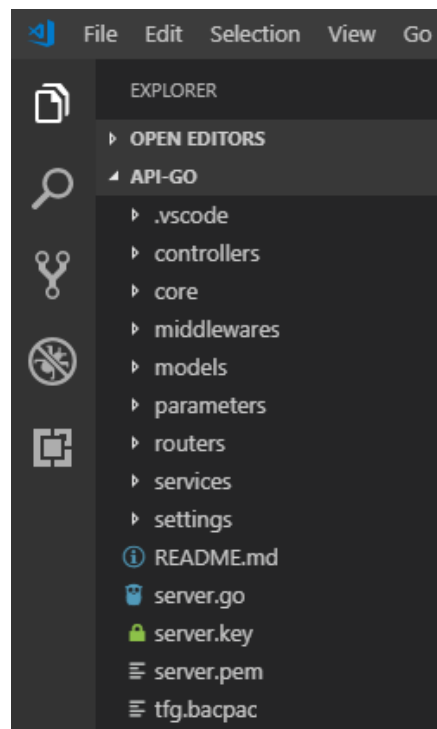 File Edit Selection View Go
EXPLORER
OPEN EDITORS
API-GO
.vscode
controllers
core
middlewares
models
parameters
routers
services
settings
README.md
server.go
server.key
server.pem
tfg.bacpac